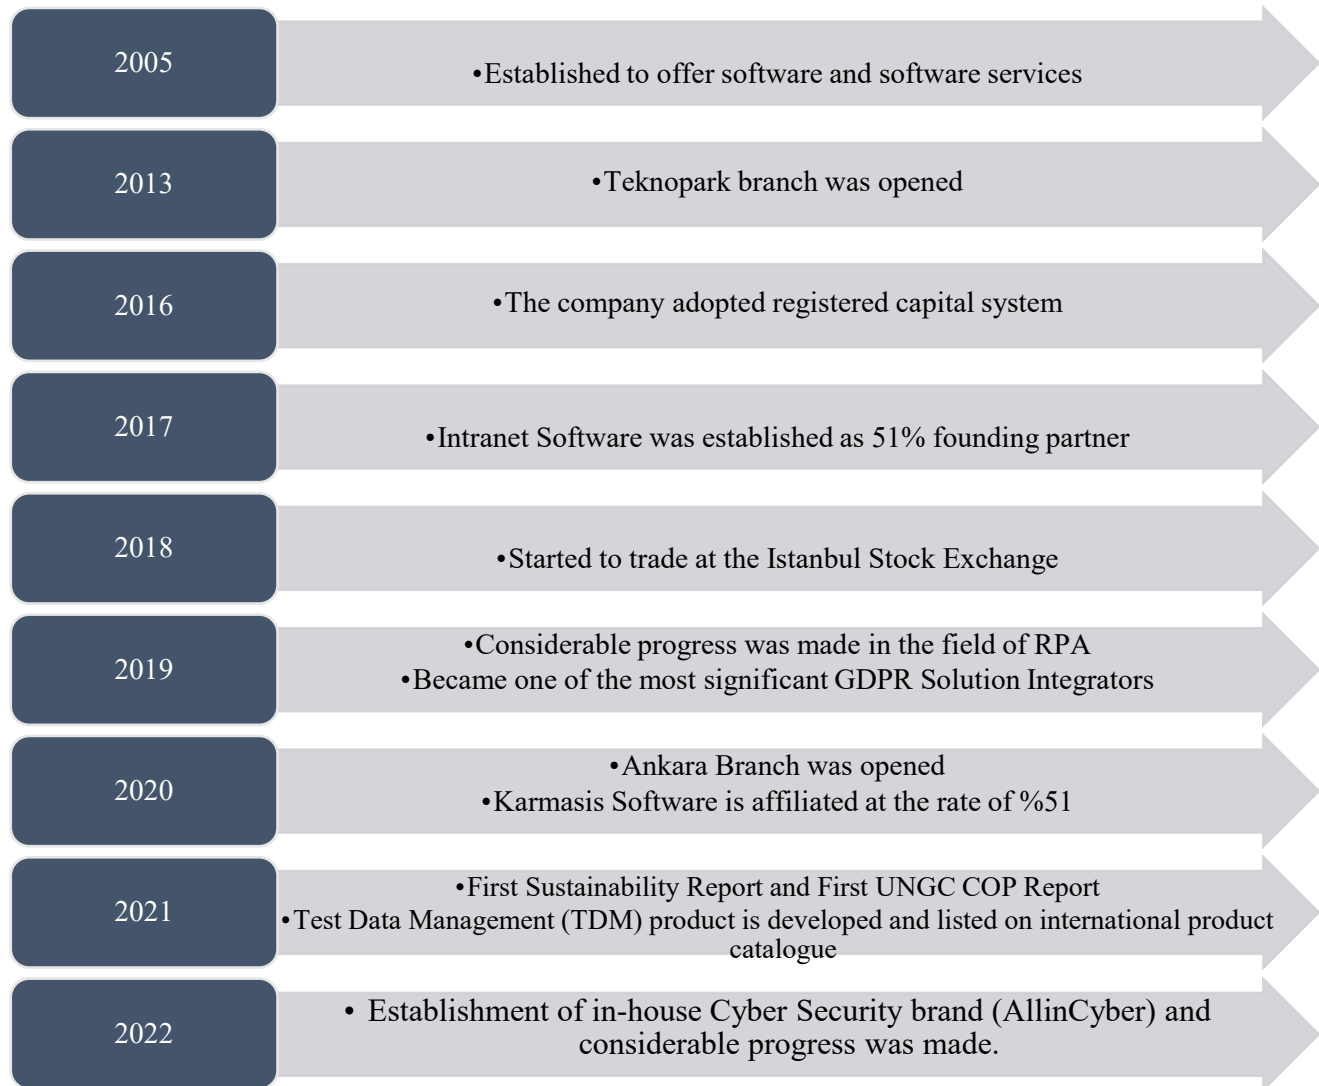 2005
•Established to offer software and software services
2013
•Teknopark branch was opened
2016
•The company adopted registered capital system
2017
•Intranet Software was established as 51% founding partner
2018
•Started to trade at the Istanbul Stock Exchange
2019
•Considerable progress was made in the field of RPA
•Became one of the most significant GDPR Solution Integrators
2020
•Ankara Branch was opened
•Karmasis Software is affiliated at the rate of %51
2021
•First Sustainability Report and First UNGC COP Report
•Test Data Management (TDM) product is developed and listed on international product
catalogue
2022
• Establishment of in-house Cyber Security brand (AllinCyber) and
considerable progress was made.